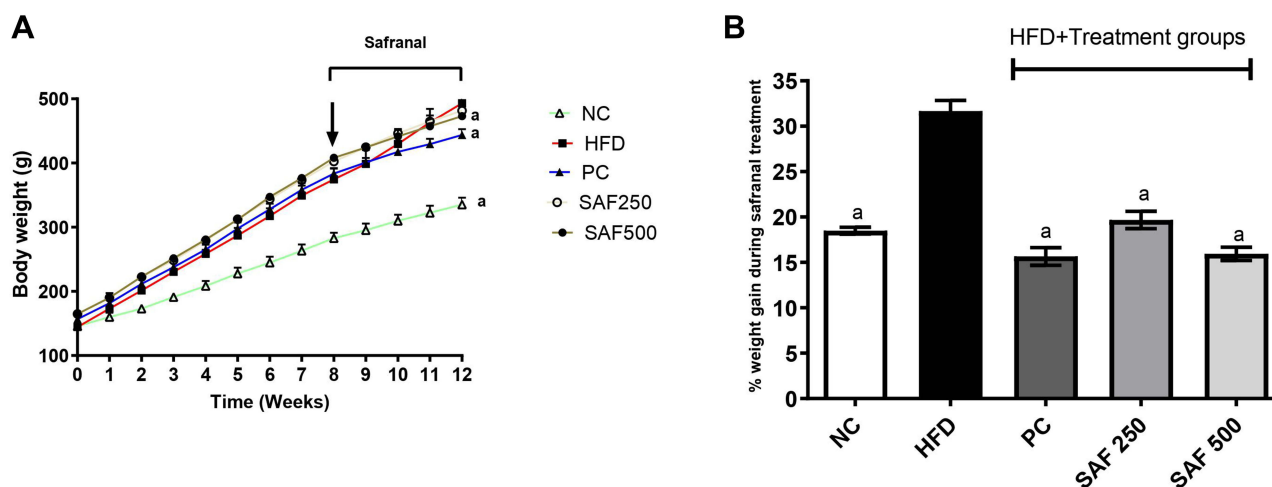 A
Safranal
Body weight (g)
500
400
300
200
100
0 1 2 3 4 5 6 7 8 9 10 11 12
Time (Weeks)
a
a
a
NC
HFD
PC
SAF250
SAF500
B
HFD+Treatment groups
% weight gain during safranal treatment
35
30
25
20
15
10
5
0
a
a
a
a
NC
HFD
PC
SAF 250
SAF 500